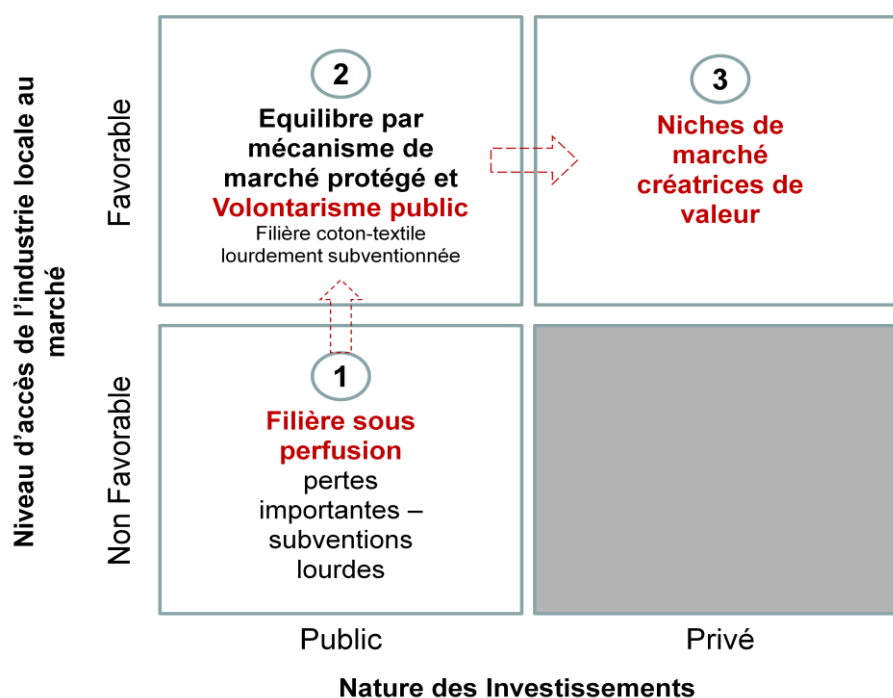 Niveau d'accès de l'industrie locale au
marché
Favorable
2
Equilibre par
mécanisme de
marché protégé et
Volontarisme public
Filière coton-textile
lourdement subventionnée
3
Niches de
marché
créatrices de
valeur
Non Favorable
1
Filière sous
perfusion
pertes
importantes –
subventions
lourdes
Public
Privé
Nature des Investissements